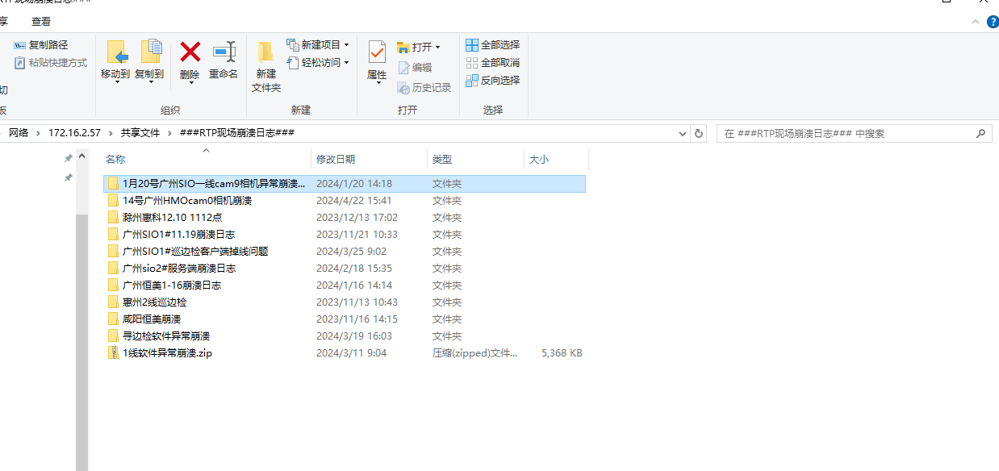 RTP现场崩溃日志###
享 查看
复制路径
粘贴快捷方式
切
板
移动到 复制到 删除 重命名
组织
新建
文件夹
新建项目
轻松访问
新建
属性
打开
编辑
历史记录
打开
全部选择
全部取消
反向选择
选择
网络 › 172.16.2.57 › 共享文件 › ###RTP现场崩溃日志###
在 ###RTP现场崩溃日志### 中搜索
名称 修改日期 类型 大小
1月20号广州SIO一线cam9相机异常崩溃... 2024/1/20 14:18 文件夹
14号广州HMOcam0相机崩溃 2024/4/22 15:41 文件夹
滁州惠科12.10 1112点 2023/12/13 17:02 文件夹
广州SIO1#11.19崩溃日志 2023/11/21 10:33 文件夹
广州SIO1#巡边检客户端掉线问题 2024/3/25 9:02 文件夹
广州sio2#服务端崩溃日志 2024/2/18 15:35 文件夹
广州恒美1-16崩溃日志 2024/1/16 14:14 文件夹
惠州2线巡边检 2023/11/13 10:43 文件夹
咸阳恒美崩溃 2023/11/16 14:15 文件夹
寻边检软件异常崩溃 2024/3/19 16:03 文件夹
1线软件异常崩溃.zip 2024/3/11 9:04 压缩(zipped)文件... 5,368 KB